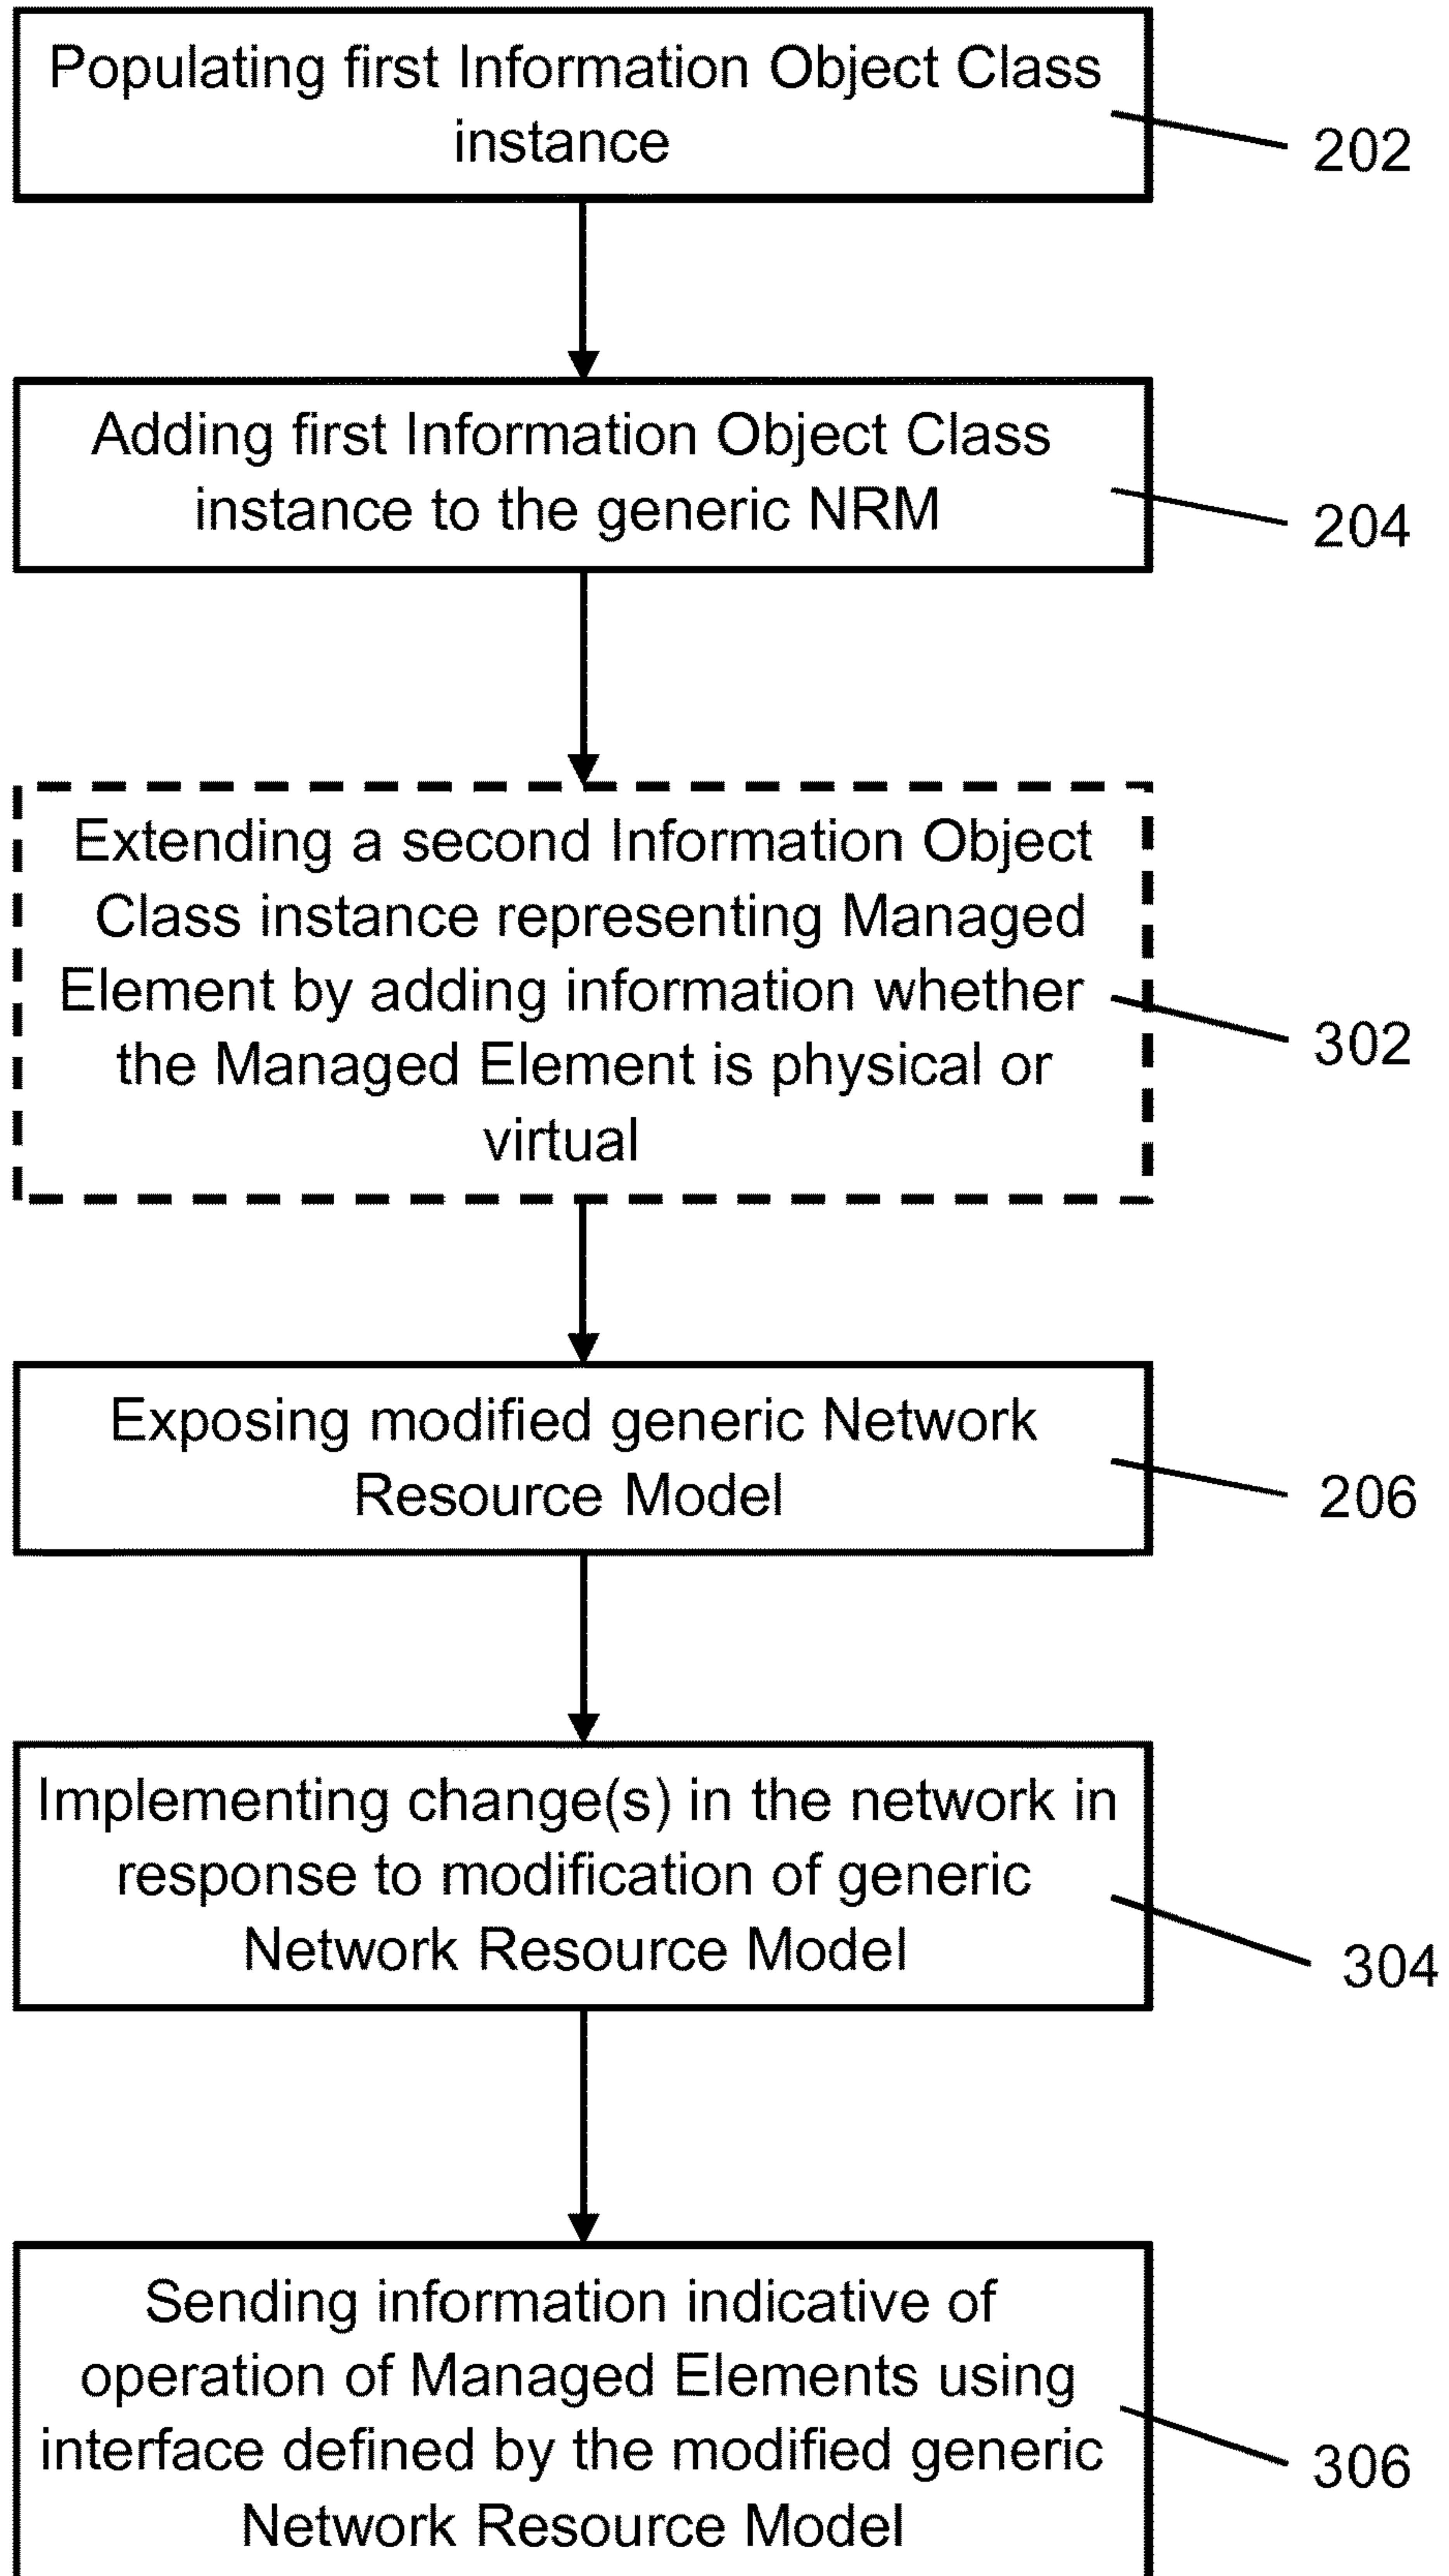 Populating first Information Object Class
instance
202
Adding first Information Object Class
instance to the generic NRM
204
Extending a second Information Object
Class instance representing Managed
Element by adding information whether
the Managed Element is physical or
virtual
302
Exposing modified generic Network
Resource Model
206
Implementing change(s) in the network in
response to modification of generic
Network Resource Model
304
Sending information indicative of
operation of Managed Elements using
interface defined by the modified generic
Network Resource Model
306